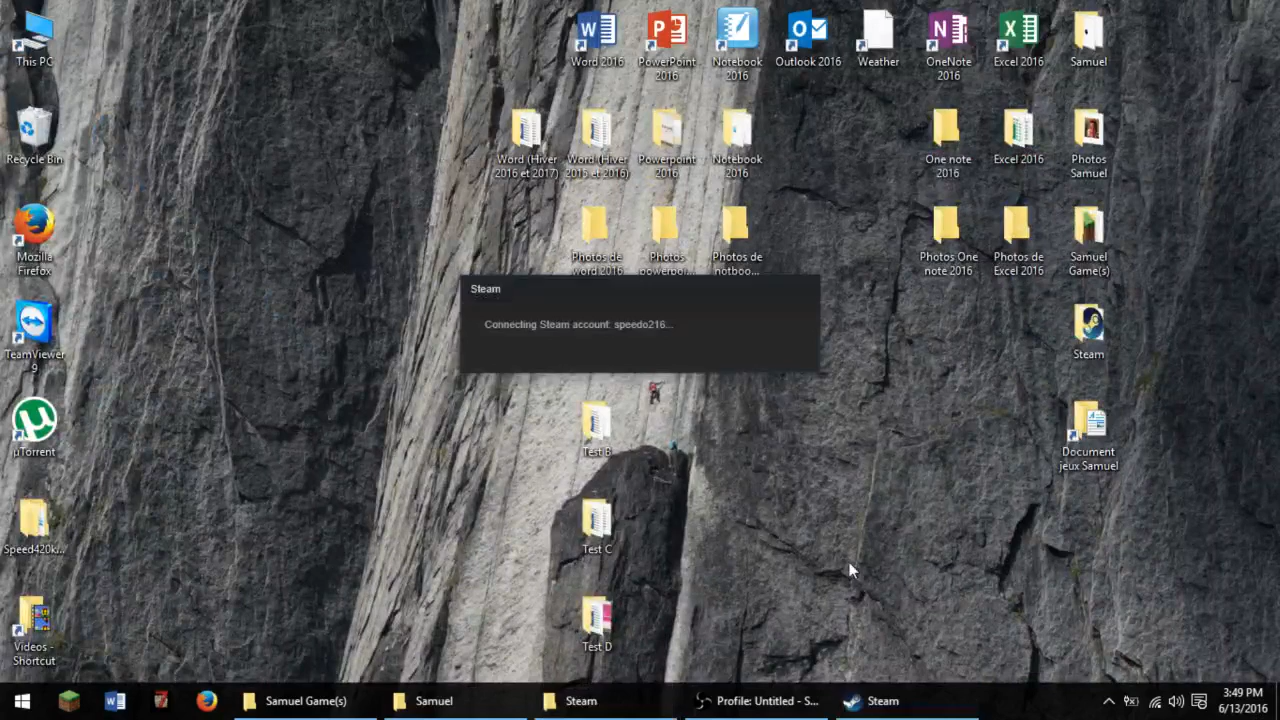 This PC
Word 2016
PowerPoint
2016
Notebook
2016
Outlook 2016
Weather
OneNote
2016
Excel 2016
Samuel
Recycle Bin
Word (Hiver
2016 et 2017)
Word (Hiver
2015 et 2016)
Powerpoint
2016
Notebook
2016
One note
2016
Excel 2016
Photos
Samuel
Mozilla
Firefox
Photos de
word 2016
Photos
powerpoi...
Photos de
notboo...
Photos One
note 2016
Photos de
Excel 2016
Samuel
Game(s)
Steam
Connecting Steam account: speedo216...
TeamViewer
9
Steam
µTorrent
Test B
Document
jeux Samuel
Speed420k...
Test C
Videos -
Shortcut
Test D
Samuel Game(s)
Samuel
Steam
Profile: Untitled - S...
Steam
3:49 PM
6/13/2016